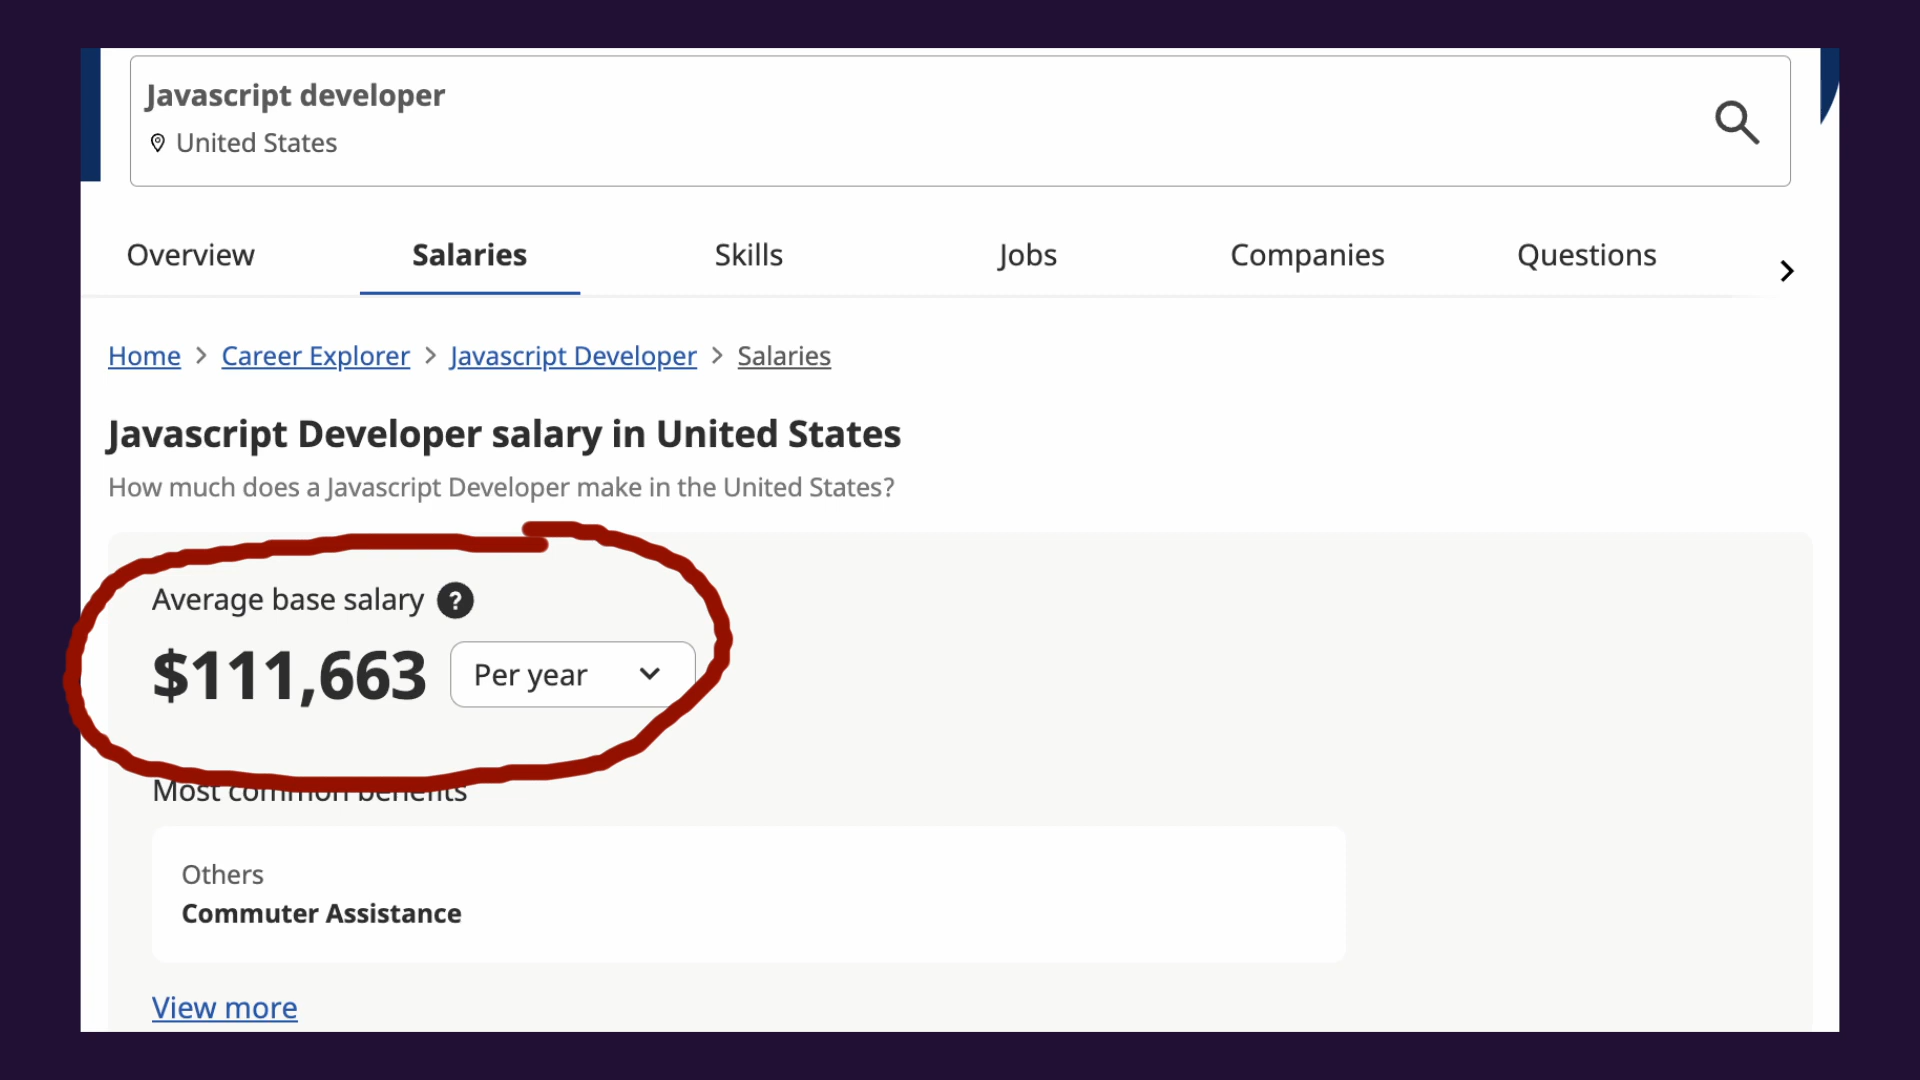 Javascript developer
United States
Overview Salaries Skills Jobs Companies Questions
Home > Career Explorer > Javascript Developer > Salaries
Javascript Developer salary in United States
How much does a Javascript Developer make in the United States?
Average base salary ?
$111,663 Per year
Most common benefits
Others
Commuter Assistance
View more